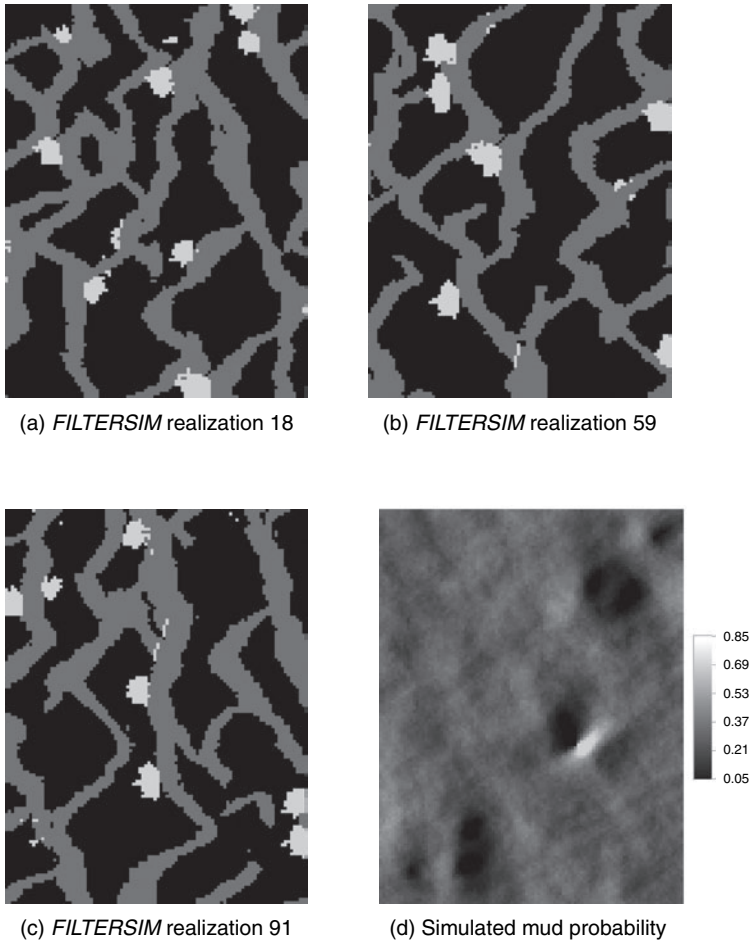 (a) FILTERSIM realization 18
(b) FILTERSIM realization 59
0.85
0.69
0.53
0.37
0.21
0.05
(c) FILTERSIM realization 91
(d) Simulated mud probability